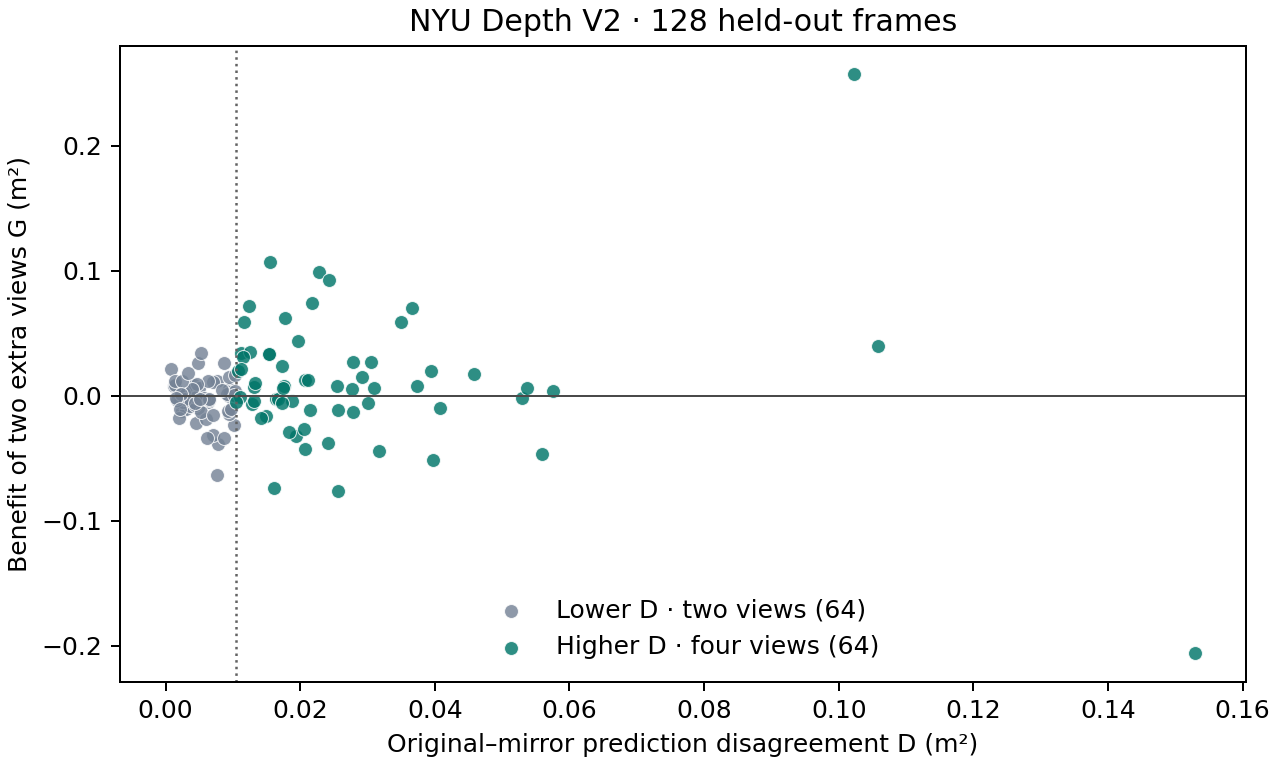 NYU Depth V2 · 128 held-out frames
Benefit of two extra views G (m²)
0.2
0.1
0.0
−0.1
−0.2
Lower D · two views (64)
Higher D · four views (64)
0.00 0.02 0.04 0.06 0.08 0.10 0.12 0.14 0.16
Original–mirror prediction disagreement D (m²)